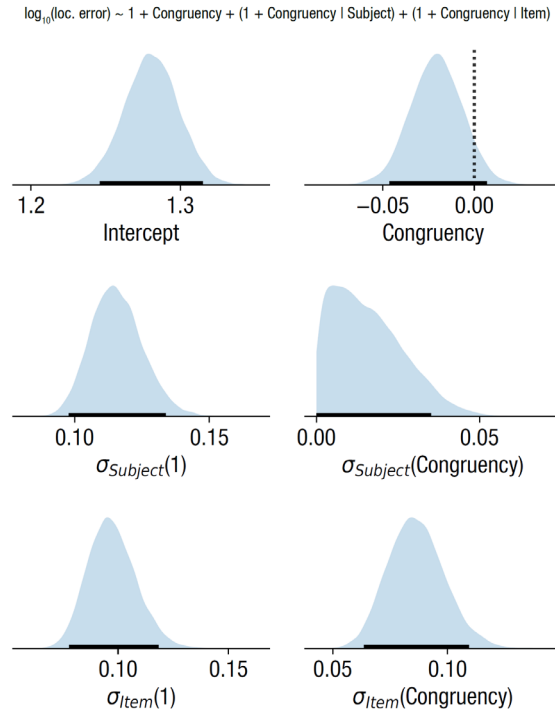 log₁₀(loc. error) ~ 1 + Congruency + (1 + Congruency | Subject) + (1 + Congruency | Item)
1.2 1.3
Intercept
−0.05 0.00
Congruency
0.10 0.15
σSubject(1)
0.00 0.05
σSubject(Congruency)
0.10 0.15
σItem(1)
0.05 0.10
σItem(Congruency)